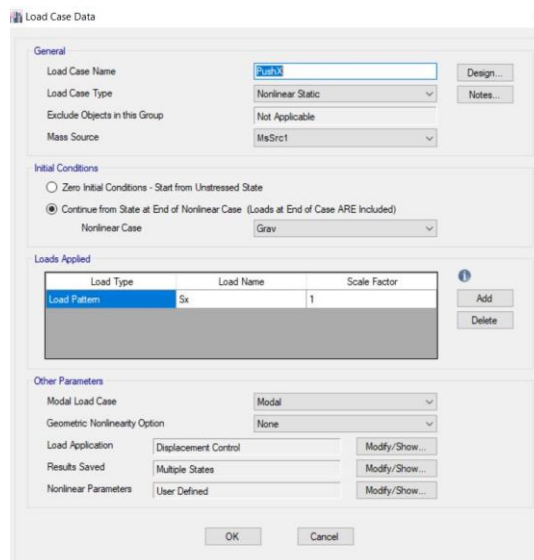 Load Case Data
General
Load Case Name PushX Design...
Load Case Type Nonlinear Static Notes...
Exclude Objects in this Group Not Applicable
Mass Source MsSrc1
Initial Conditions
Zero Initial Conditions - Start from Unstressed State
Continue from State at End of Nonlinear Case (Loads at End of Case ARE Included)
Nonlinear Case Grav
Loads Applied
Load Type Load Name Scale Factor
Load Pattern Sx 1 Add
Delete
Other Parameters
Modal Load Case Modal
Geometric Nonlinearity Option None
Load Application Displacement Control Modify/Show...
Results Saved Multiple States Modify/Show...
Nonlinear Parameters User Defined Modify/Show...
OK Cancel